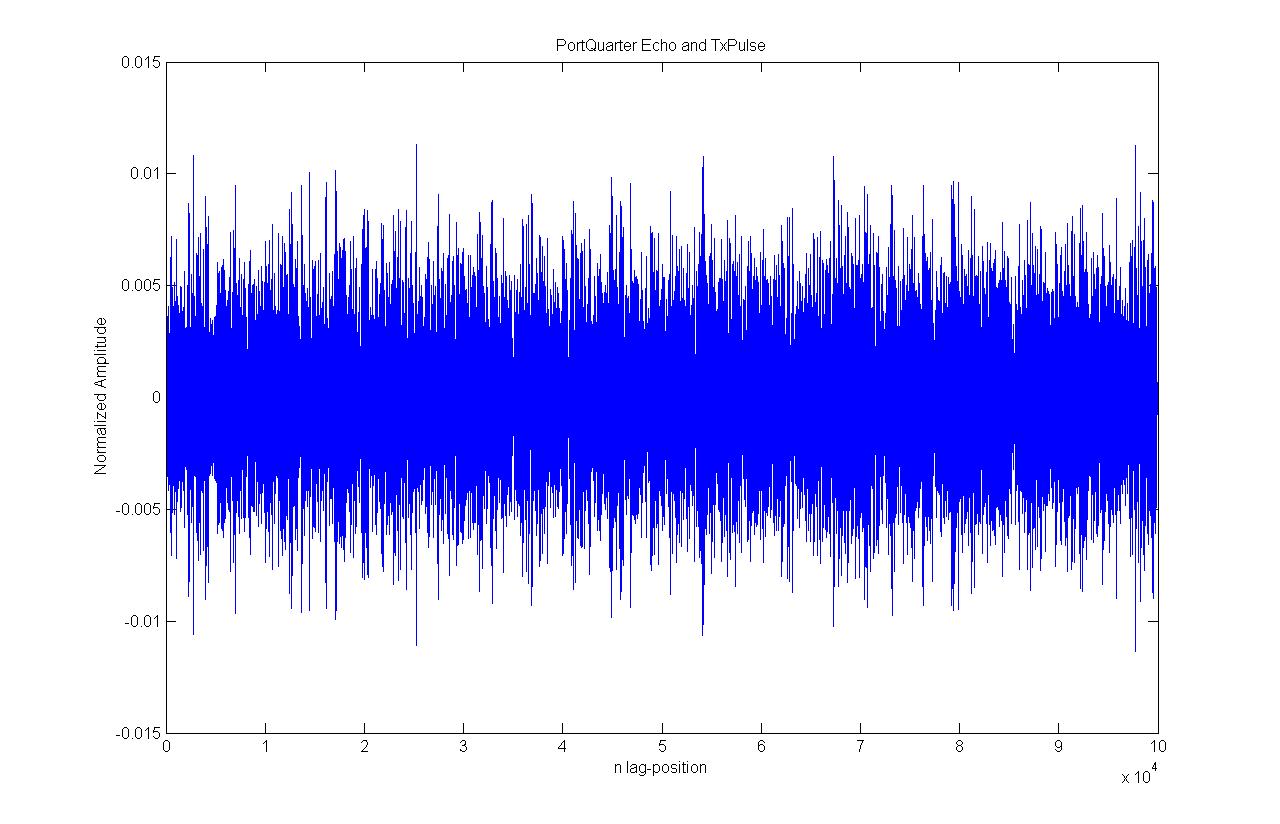 PortQuarter Echo and TxPulse
0.015
0.01
0.005
0
-0.005
-0.01
-0.015
Normalized Amplitude
0 1 2 3 4 5 6 7 8 9 10
n lag-position
x 10^4